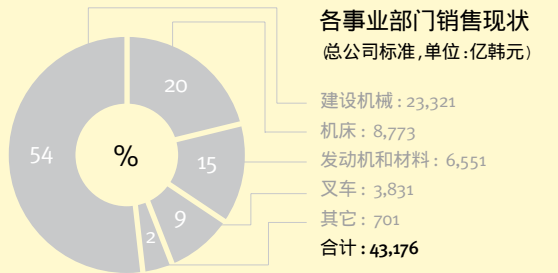 各事业部门销售现状
(总公司标准,单位:亿韩元)
20
54
%
15
9
2
建设机械 : 23,321
机床 : 8,773
发动机和材料 : 6,551
叉车 : 3,831
其它 : 701
合计 : 43,176